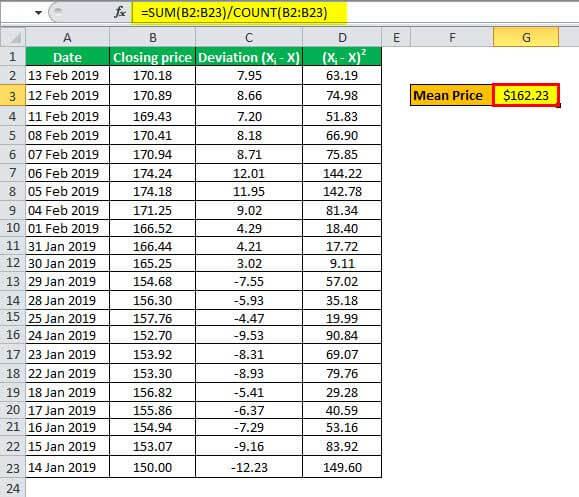 fx =SUM(B2:B23)/COUNT(B2:B23)
A B C D E F G
1 Date Closing price Deviation (Xi - X) (Xi - X)2
2 13 Feb 2019 170.18 7.95 63.19
3 12 Feb 2019 170.89 8.66 74.98 Mean Price $162.23
4 11 Feb 2019 169.43 7.20 51.83
5 08 Feb 2019 170.41 8.18 66.90
6 07 Feb 2019 170.94 8.71 75.85
7 06 Feb 2019 174.24 12.01 144.22
8 05 Feb 2019 174.18 11.95 142.78
9 04 Feb 2019 171.25 9.02 81.34
10 01 Feb 2019 166.52 4.29 18.40
11 31 Jan 2019 166.44 4.21 17.72
12 30 Jan 2019 165.25 3.02 9.11
13 29 Jan 2019 154.68 -7.55 57.02
14 28 Jan 2019 156.30 -5.93 35.18
15 25 Jan 2019 157.76 -4.47 19.99
16 24 Jan 2019 152.70 -9.53 90.84
17 23 Jan 2019 153.92 -8.31 69.07
18 22 Jan 2019 153.30 -8.93 79.76
19 18 Jan 2019 156.82 -5.41 29.28
20 17 Jan 2019 155.86 -6.37 40.59
21 16 Jan 2019 154.94 -7.29 53.16
22 15 Jan 2019 153.07 -9.16 83.92
23 14 Jan 2019 150.00 -12.23 149.60
24